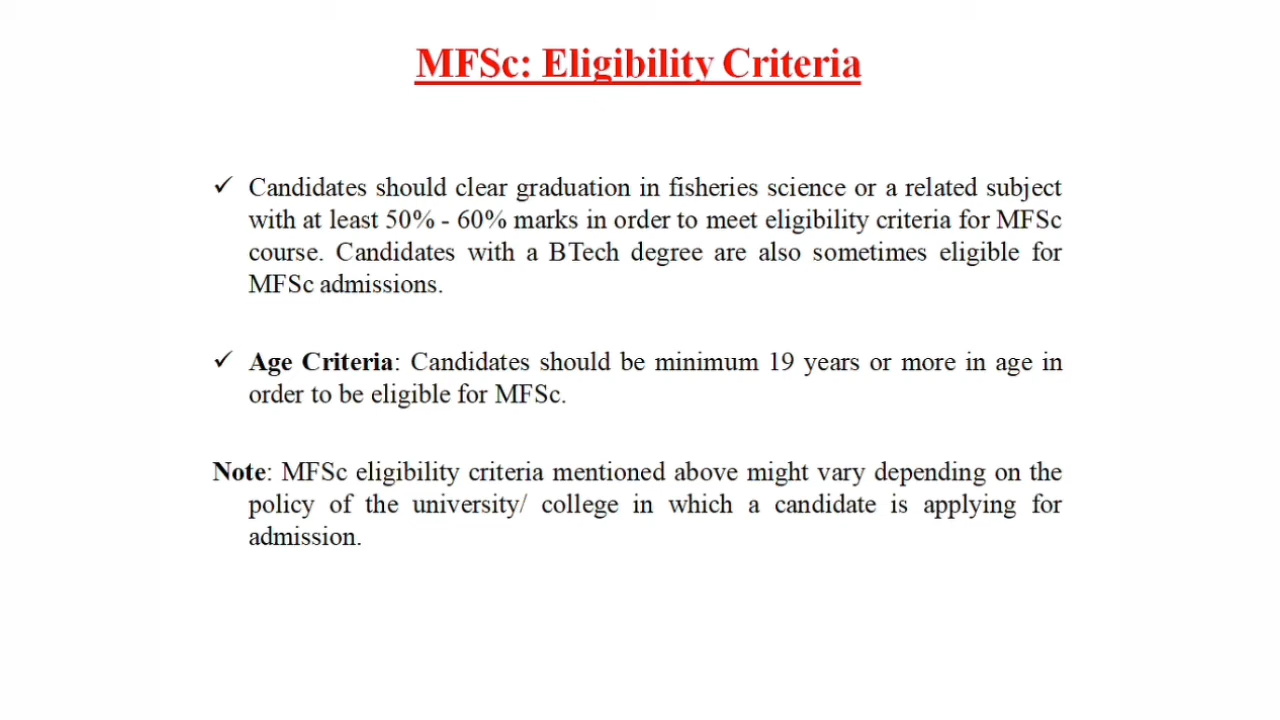 MFSc: Eligibility Criteria
✓ Candidates should clear graduation in fisheries science or a related subject
with at least 50% - 60% marks in order to meet eligibility criteria for MFSc
course. Candidates with a BTech degree are also sometimes eligible for
MFSc admissions.
✓ Age Criteria: Candidates should be minimum 19 years or more in age in
order to be eligible for MFSc.
Note: MFSc eligibility criteria mentioned above might vary depending on the
policy of the university/ college in which a candidate is applying for
admission.